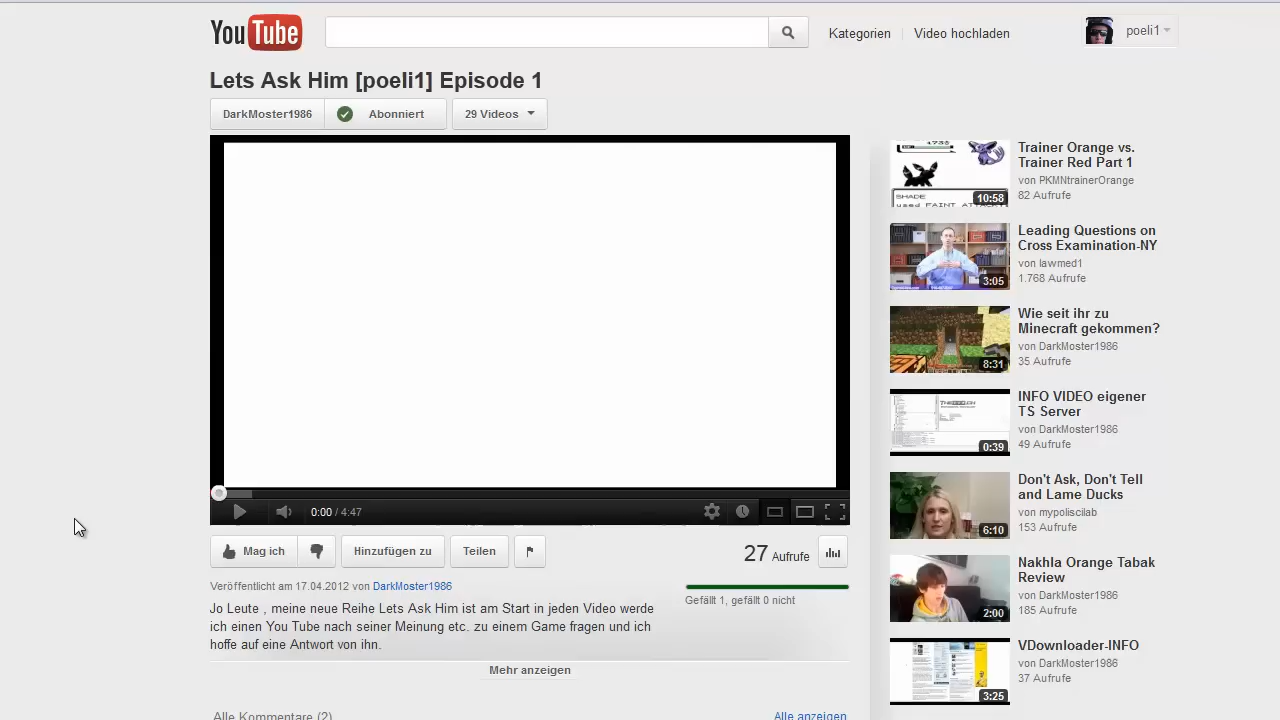 YouTube
Kategorien
Video hochladen
poeli1
Lets Ask Him [poeli1] Episode 1
DarkMoster1986
Abonniert
29 Videos
0:00 / 4:47
Mag ich
Hinzufügen zu
Teilen
27 Aufrufe
Veröffentlicht am 17.04.2012 von DarkMoster1986
Gefällt 1, gefällt 0 nicht
Jo Leute , meine neue Reihe Lets Ask Him ist am Start in jeden Video werde
ich einen You Tube nach seiner Meinung etc. zu einem Game fragen und ich
hoffe auf eine Antwort von ihn.
Mehr anzeigen
Alle Kommentare (2)
Alle anzeigen
Trainer Orange vs.
Trainer Red Part 1
von PKMNtrainerOrange
82 Aufrufe
SHADE
10:58
Leading Questions on
Cross Examination-NY
von lawmed1
1.768 Aufrufe
3:05
Wie seit ihr zu
Minecraft gekommen?
von DarkMoster1986
35 Aufrufe
8:31
INFO VIDEO eigener
TS Server
von DarkMoster1986
49 Aufrufe
0:39
Don't Ask, Don't Tell
and Lame Ducks
von mypoliscilab
153 Aufrufe
6:10
Nakhla Orange Tabak
Review
von DarkMoster1986
185 Aufrufe
2:00
VDownloader-INFO
von DarkMoster1986
37 Aufrufe
3:25